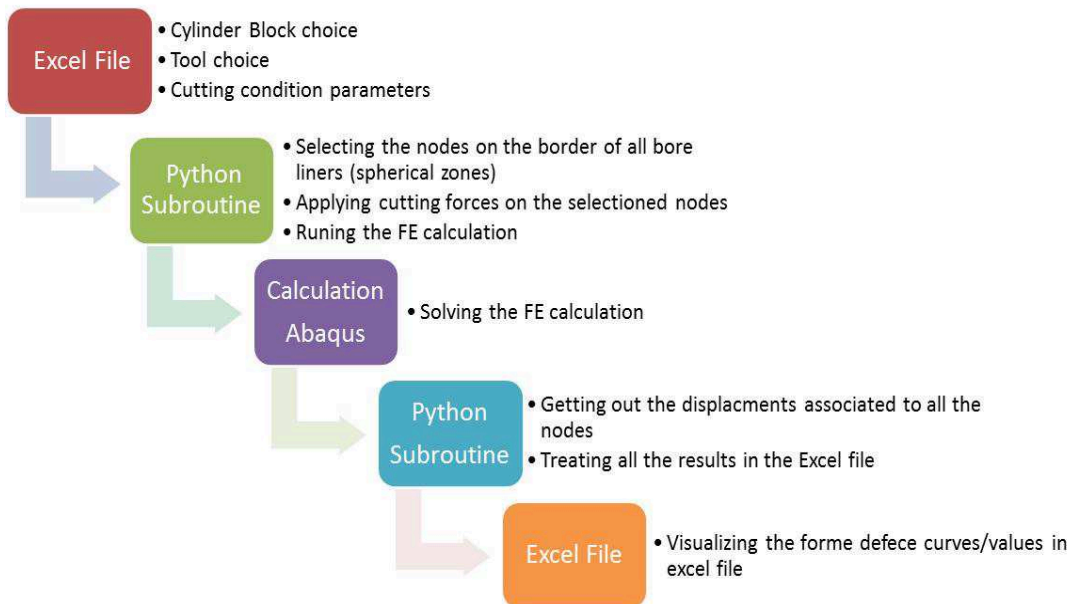 Excel File
• Cylinder Block choice
• Tool choice
• Cutting condition parameters
Python
Subroutine
• Selecting the nodes on the border of all bore
liners (spherical zones)
• Applying cutting forces on the selectioned nodes
• Runing the FE calculation
Calculation
Abaqus
• Solving the FE calculation
Python
Subroutine
• Getting out the displacments associated to all the
nodes
• Treating all the results in the Excel file
Excel File
• Visualizing the forme defece curves/values in
excel file